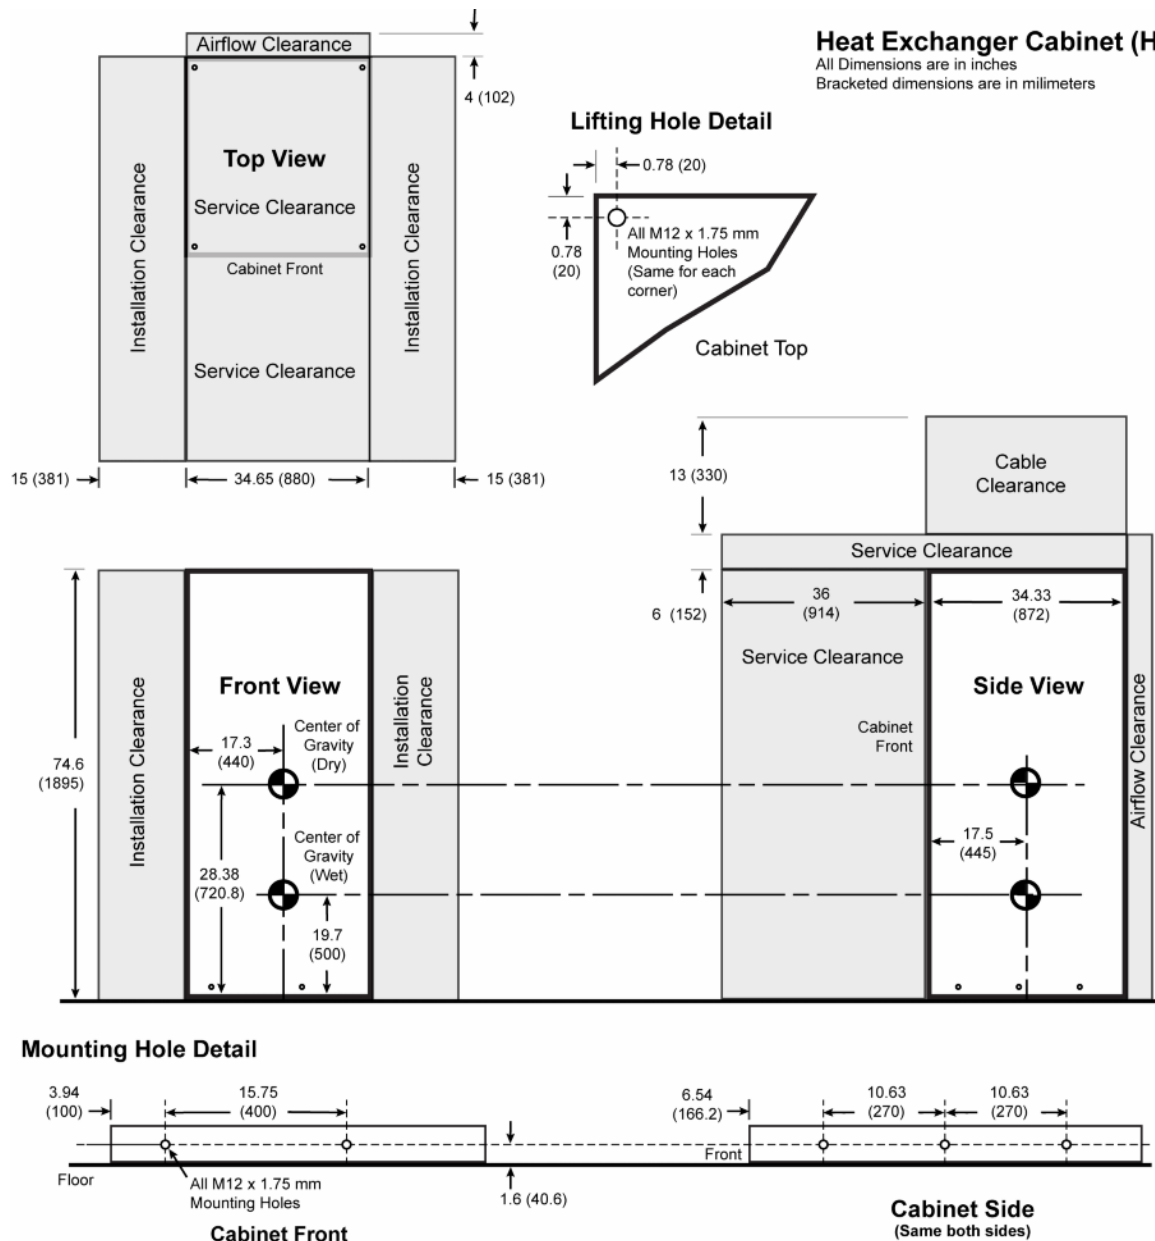 Heat Exchanger Cabinet (H
All Dimensions are in inches
Bracketed dimensions are in milimeters
Airflow Clearance
4 (102)
Top View
Service Clearance
Cabinet Front
Service Clearance
Installation Clearance
Installation Clearance
15 (381)
34.65 (880)
15 (381)
Lifting Hole Detail
0.78 (20)
0.78
(20)
All M12 x 1.75 mm
Mounting Holes
(Same for each
corner)
Cabinet Top
13 (330)
Cable
Clearance
Service Clearance
6 (152)
36
(914)
34.33
(872)
Service Clearance
Side View
Cabinet
Front
17.5
(445)
Airflow Clearance
74.6
(1895)
Installation Clearance
Front View
Installation
Clearance
17.3
(440)
Center of
Gravity
(Dry)
Center of
Gravity
(Wet)
28.38
(720.8)
19.7
(500)
Mounting Hole Detail
3.94
(100)
15.75
(400)
Floor
All M12 x 1.75 mm
Mounting Holes
Cabinet Front
1.6 (40.6)
6.54
(166.2)
10.63
(270)
10.63
(270)
Front
Cabinet Side
(Same both sides)